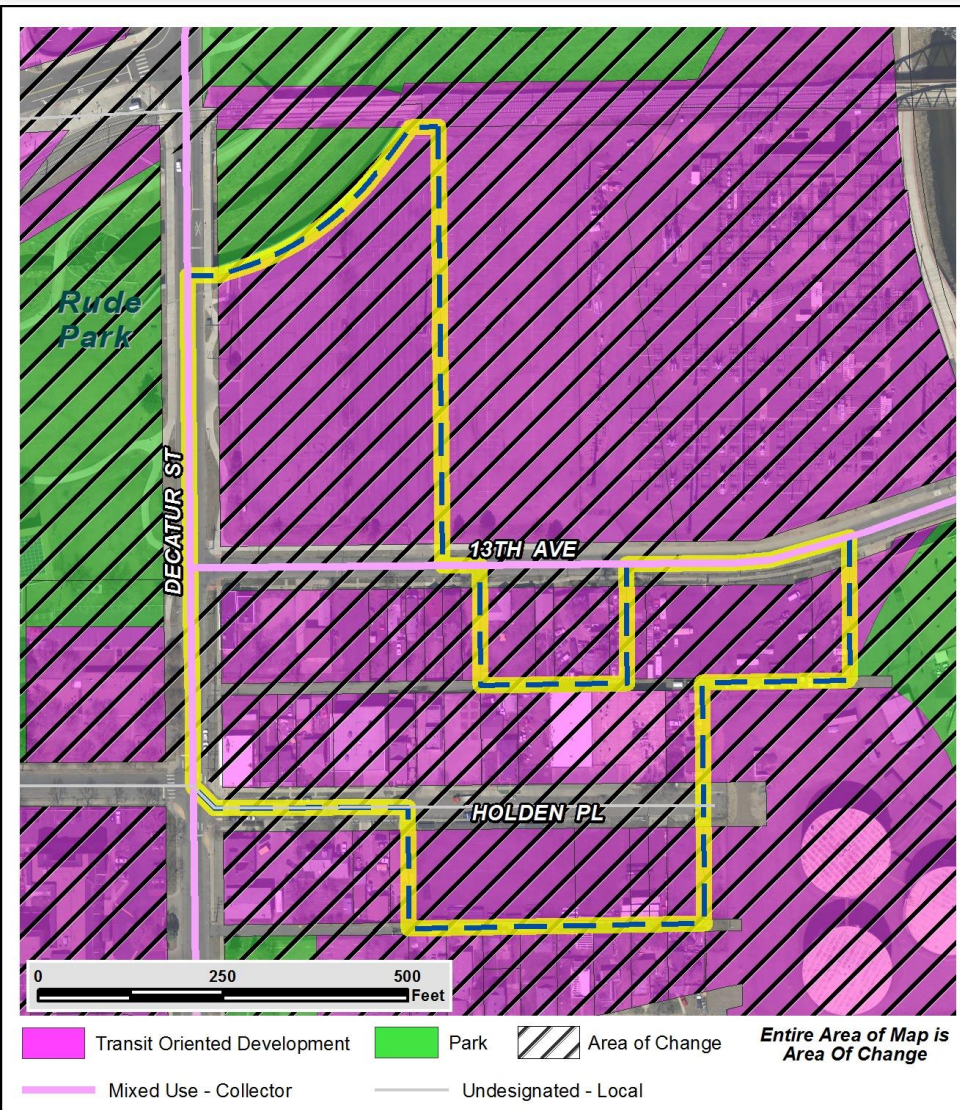 Rude
Park
DECATUR ST
13TH AVE
HOLDEN PL
0 250 500
Feet
Transit Oriented Development
Park
Area of Change
Entire Area of Map is
Area Of Change
Mixed Use - Collector
Undesignated - Local